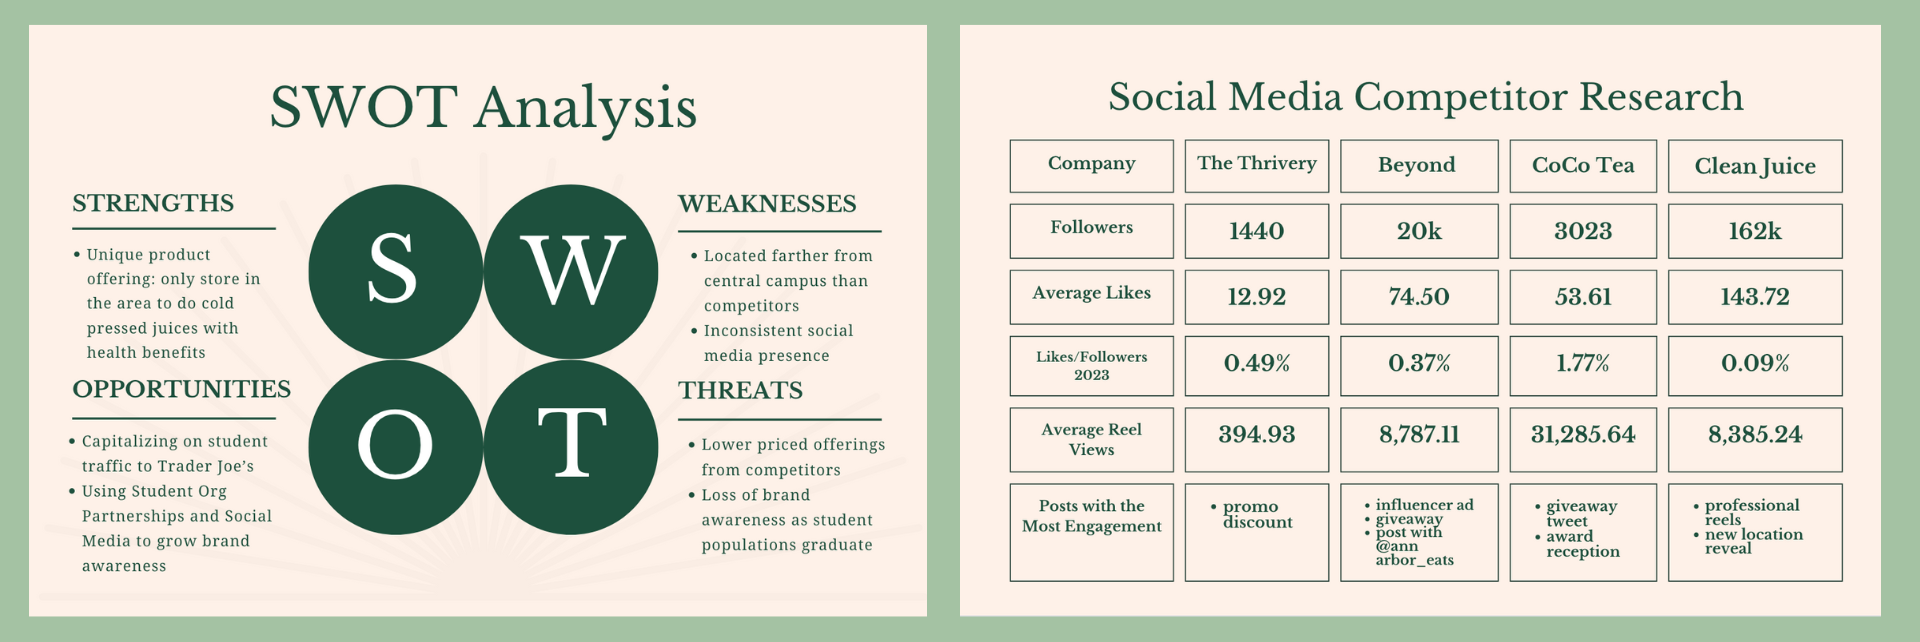 SWOT Analysis
STRENGTHS
• Unique product
offering: only store in
the area to do cold
pressed juices with
health benefits
OPPORTUNITIES
• Capitalizing on student
traffic to Trader Joe's
• Using Student Org
Partnerships and Social
Media to grow brand
awareness
S
W
O
T
WEAKNESSES
• Located farther from
central campus than
competitors
• Inconsistent social
media presence
THREATS
• Lower priced offerings
from competitors
• Loss of brand
awareness as student
populations graduate
Social Media Competitor Research
Company
The Thrivery
Beyond
CoCo Tea
Clean Juice
Followers
1440
20k
3023
162k
Average Likes
12.92
74.50
53.61
143.72
Likes/Followers
2023
0.49%
0.37%
1.77%
0.09%
Average Reel
Views
394.93
8,787.11
31,285.64
8,385.24
Posts with the
Most Engagement
• promo
discount
• influencer ad
• giveaway
• post with
@ann
arbor_eats
• giveaway
tweet
• award
reception
• professional
reels
• new location
reveal